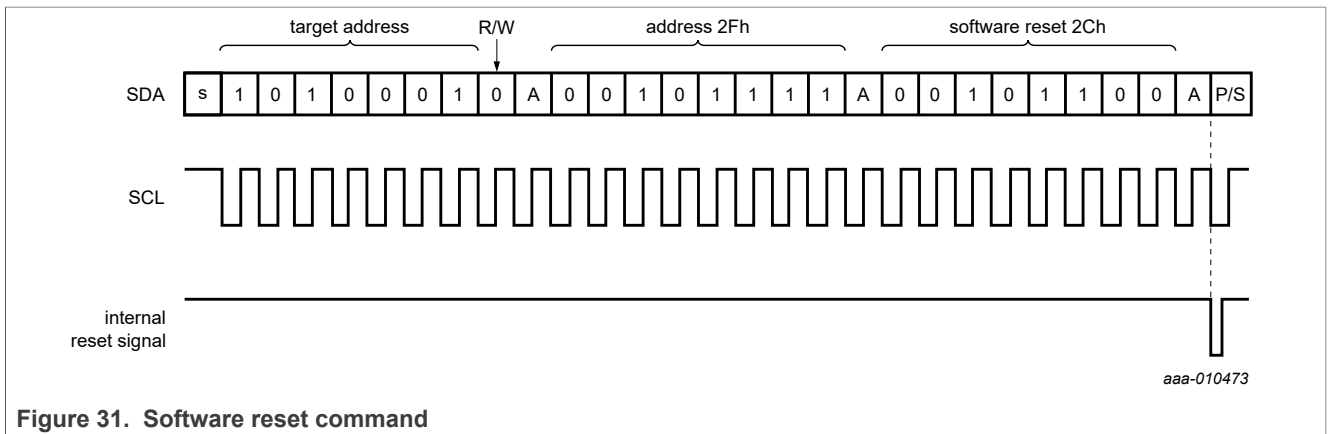 target address R/W address 2Fh software reset 2Ch
SDA s 1 0 1 0 0 0 1 0 A 0 0 1 0 1 1 1 1 A 0 0 1 0 1 1 0 0 A P/S
SCL
internal
reset signal
aaa-010473
Figure 31. Software reset command